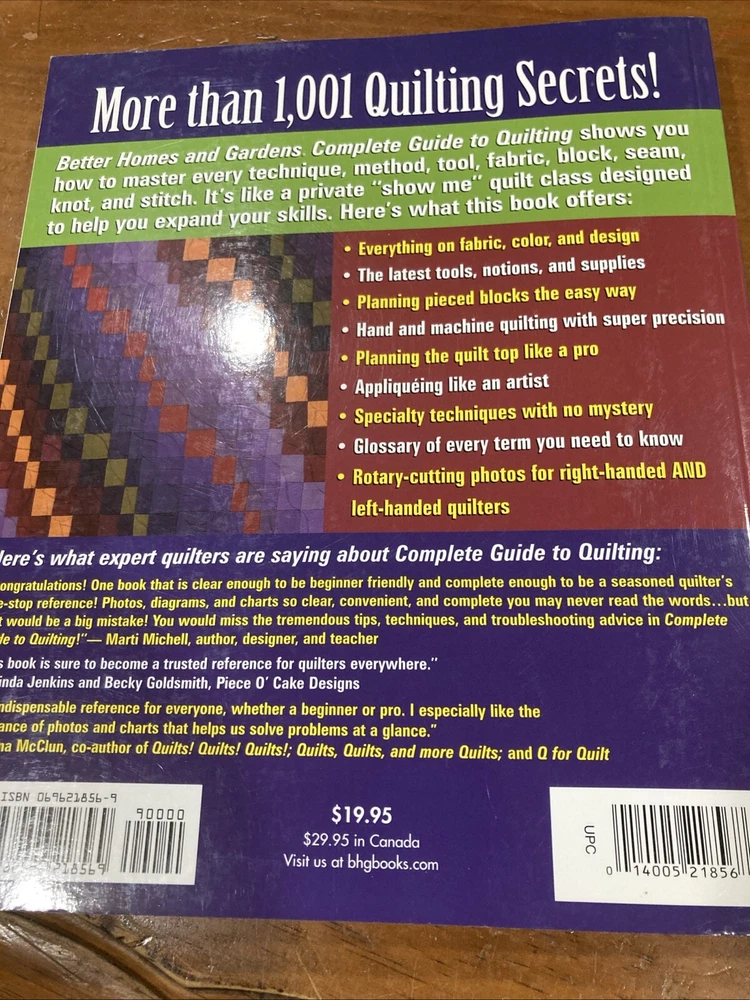 More than 1,001 Quilting Secrets!
Better Homes and Gardens® Complete Guide to Quilting shows you
how to master every technique, method, tool, fabric, block, seam,
knot, and stitch. It's like a private "show me" quilt class designed
to help you expand your skills. Here's what this book offers:
• Everything on fabric, color, and design
• The latest tools, notions, and supplies
• Planning pieced blocks the easy way
• Hand and machine quilting with super precision
• Planning the quilt top like a pro
• Appliquéing like an artist
• Specialty techniques with no mystery
• Glossary of every term you need to know
• Rotary-cutting photos for right-handed AND
left-handed quilters
ere's what expert quilters are saying about Complete Guide to Quilting:
ongratulations! One book that is clear enough to be beginner friendly and complete enough to be a seasoned quilter's
e-stop reference! Photos, diagrams, and charts so clear, convenient, and complete you may never read the words...but
t would be a big mistake! You would miss the tremendous tips, techniques, and troubleshooting advice in Complete
de to Quilting!"— Marti Michell, author, designer, and teacher
s book is sure to become a trusted reference for quilters everywhere."
inda Jenkins and Becky Goldsmith, Piece O' Cake Designs
ndispensable reference for everyone, whether a beginner or pro. I especially like the
ance of photos and charts that helps us solve problems at a glance."
na McClun, co-author of Quilts! Quilts! Quilts!; Quilts, Quilts, and more Quilts; and Q for Quilt
ISBN 069621856-9
90000
$19.95
$29.95 in Canada
Visit us at bhgbooks.com
UPC
0 14005 21856